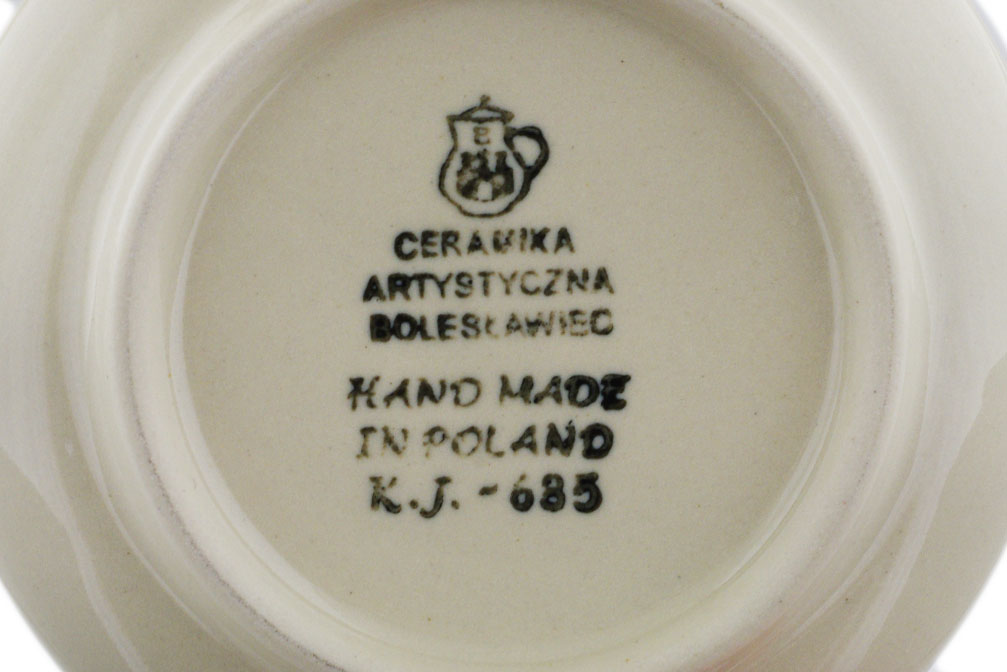 CERAMIKA
ARTYSTYCZNA
BOLESŁAWIEC
HAND MADE
IN POLAND
K.J. - 685